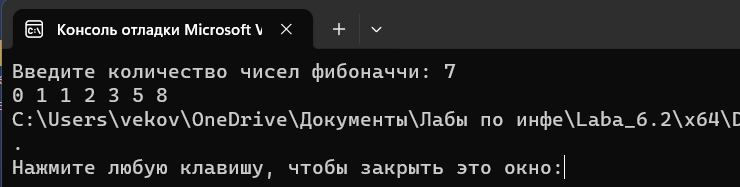 Консоль отладки Microsoft V
Введите количество чисел фибоначчи: 7
0 1 1 2 3 5 8
C:\Users\vekov\OneDrive\Документы\Лабы по инфе\Laba_6.2\x64\D
.
Нажмите любую клавишу, чтобы закрыть это окно: